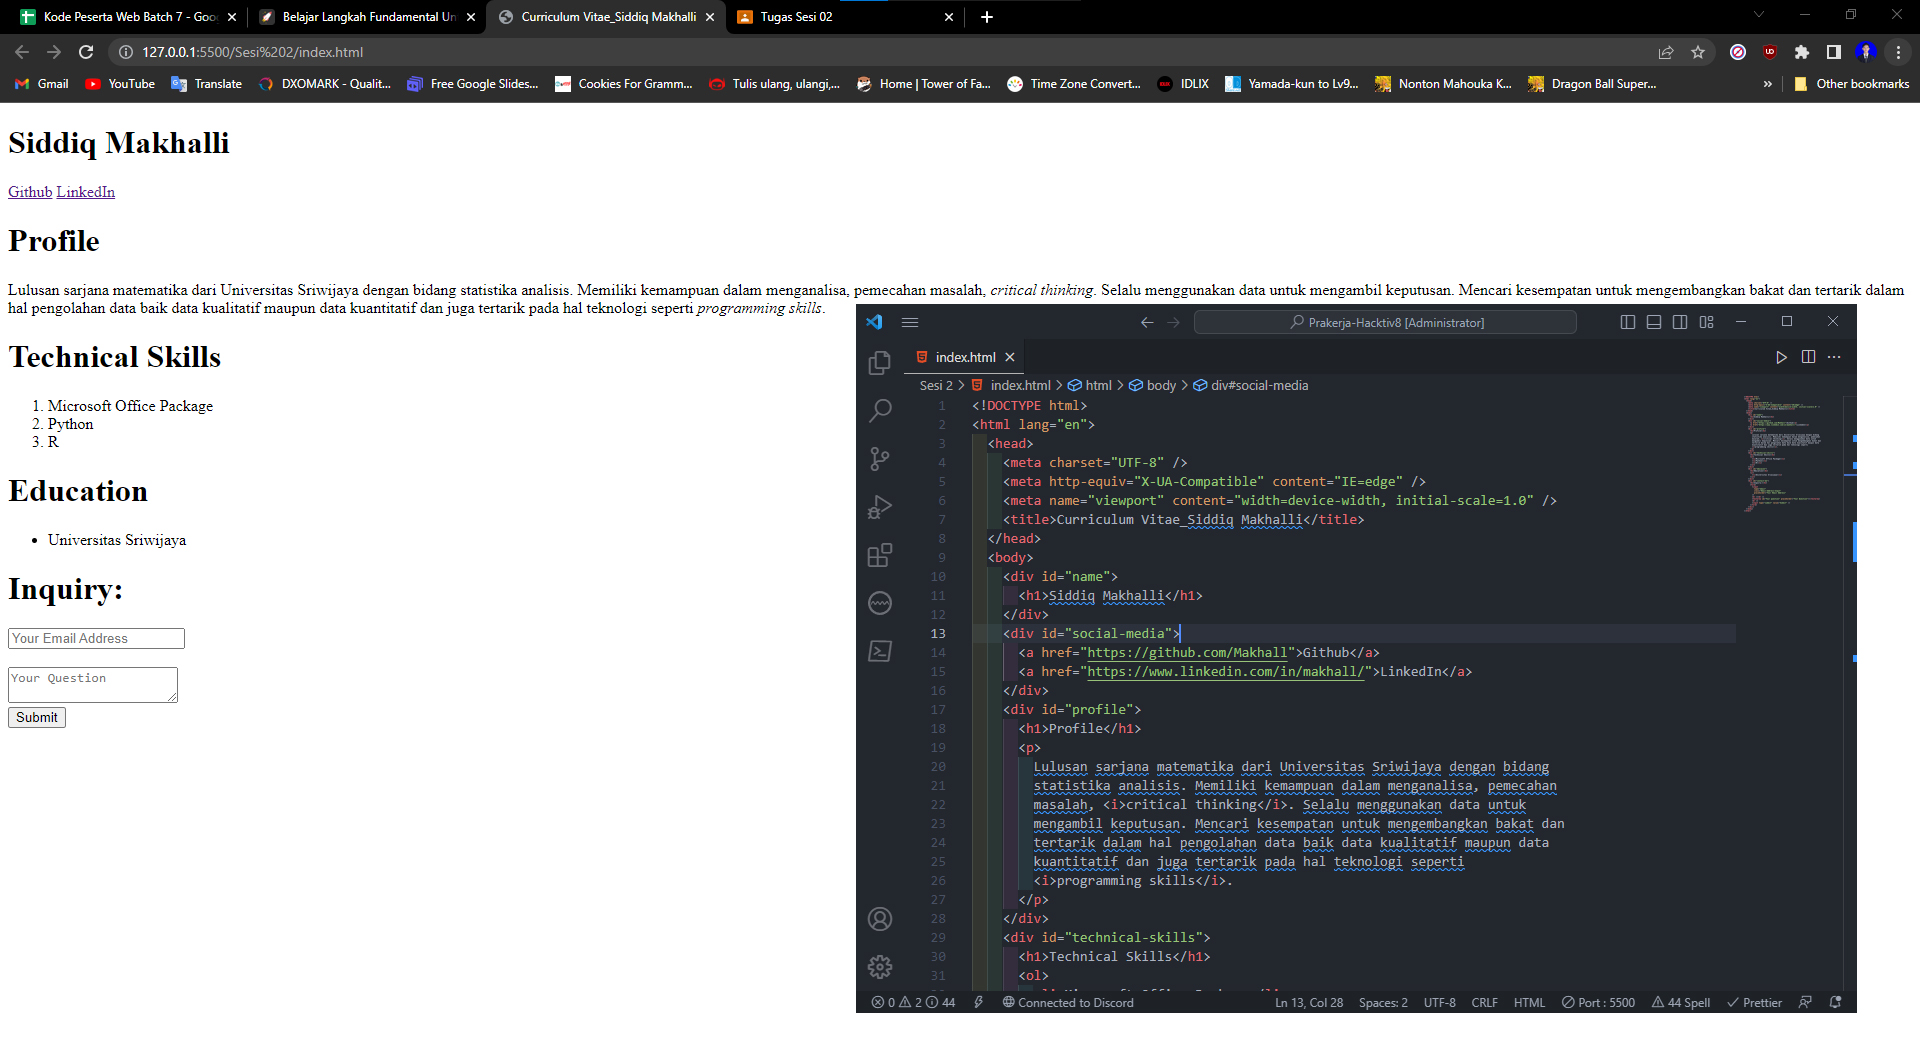 Kode Peserta Web Batch 7 - Goo
Belajar Langkah Fundamental Un
Curriculum Vitae_Siddiq Makhalli
Tugas Sesi 02
127.0.0.1:5500/Sesi%202/index.html
Gmail YouTube Translate DXOMARK - Qualit... Free Google Slides... Cookies For Gramm... Tulis ulang, ulangi,... Home | Tower of Fa... Time Zone Convert... IDLIX Yamada-kun to Lv9... Nonton Mahouka K... Dragon Ball Super... » Other bookmarks
Siddiq Makhalli
Github LinkedIn
Profile
Lulusan sarjana matematika dari Universitas Sriwijaya dengan bidang statistika analisis. Memiliki kemampuan dalam menganalisa, pemecahan masalah, critical thinking. Selalu menggunakan data untuk mengambil keputusan. Mencari kesempatan untuk mengembangkan bakat dan tertarik dalam
hal pengolahan data baik data kualitatif maupun data kuantitatif dan juga tertarik pada hal teknologi seperti programming skills.
Technical Skills
1. Microsoft Office Package
2. Python
3. R
Education
• Universitas Sriwijaya
Inquiry:
Your Email Address
Your Question
Submit
Prakerja-Hacktiv8 [Administrator]
index.html
Sesi 2 > index.html > html > body > div#social-media
1 <!DOCTYPE html>
2 <html lang="en">
3 <head>
4 <meta charset="UTF-8" />
5 <meta http-equiv="X-UA-Compatible" content="IE=edge" />
6 <meta name="viewport" content="width=device-width, initial-scale=1.0" />
7 <title>Curriculum Vitae_Siddiq Makhalli</title>
8 </head>
9 <body>
10 <div id="name">
11 <h1>Siddiq Makhalli</h1>
12 </div>
13 <div id="social-media">
14 <a href="https://github.com/Makhall">Github</a>
15 <a href="https://www.linkedin.com/in/makhall/">LinkedIn</a>
16 </div>
17 <div id="profile">
18 <h1>Profile</h1>
19 <p>
20 Lulusan sarjana matematika dari Universitas Sriwijaya dengan bidang
21 statistika analisis. Memiliki kemampuan dalam menganalisa, pemecahan
22 masalah, <i>critical thinking</i>. Selalu menggunakan data untuk
23 mengambil keputusan. Mencari kesempatan untuk mengembangkan bakat dan
24 tertarik dalam hal pengolahan data baik data kualitatif maupun data
25 kuantitatif dan juga tertarik pada hal teknologi seperti
26 <i>programming skills</i>.
27 </p>
28 </div>
29 <div id="technical-skills">
30 <h1>Technical Skills</h1>
31 <ol>
0 2 44 Connected to Discord Ln 13, Col 28 Spaces: 2 UTF-8 CRLF HTML Port : 5500 44 Spell Prettier